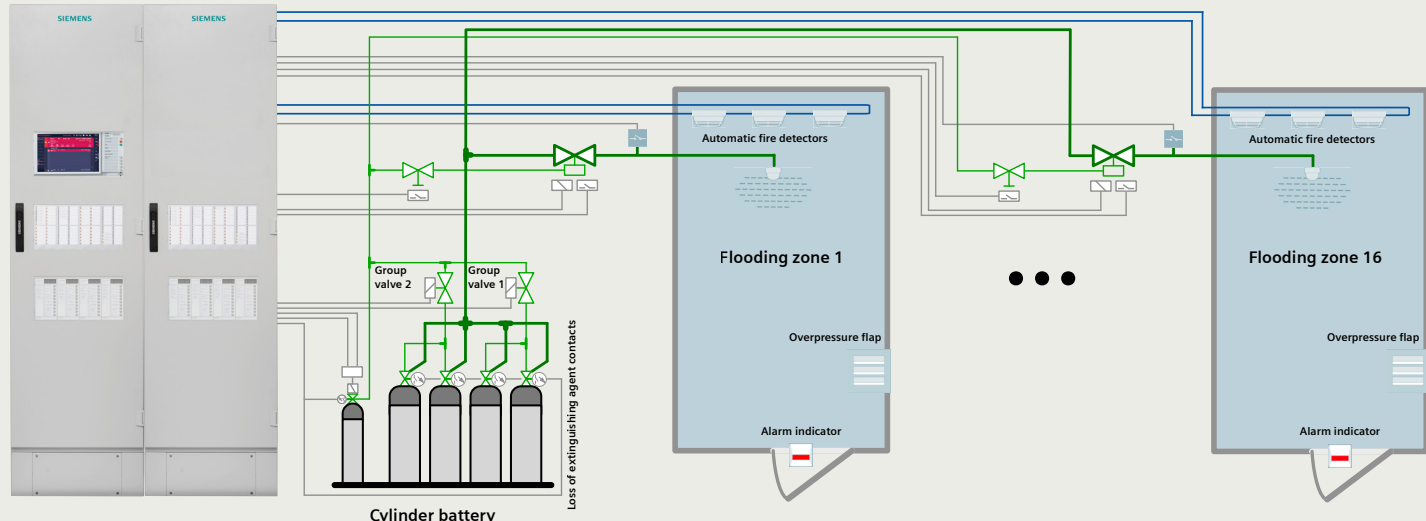 SIEMENS
SIEMENS
Automatic fire detectors
Automatic fire detectors
Flooding zone 1
Flooding zone 16
Group
valve 2
Group
valve 1
Loss of extinguishing agent contacts
Overpressure flap
Overpressure flap
Alarm indicator
Alarm indicator
Cylinder battery